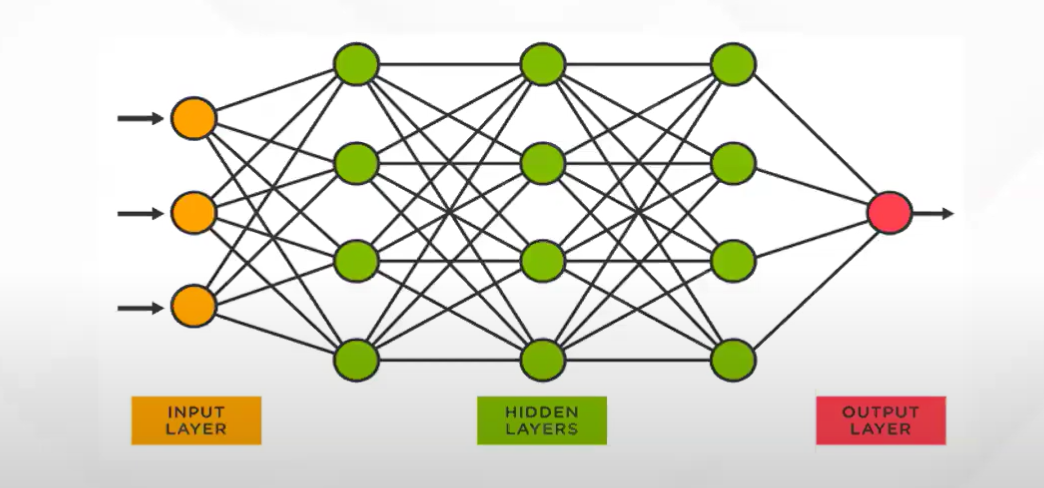 INPUT
LAYER
HIDDEN
LAYERS
OUTPUT
LAYER